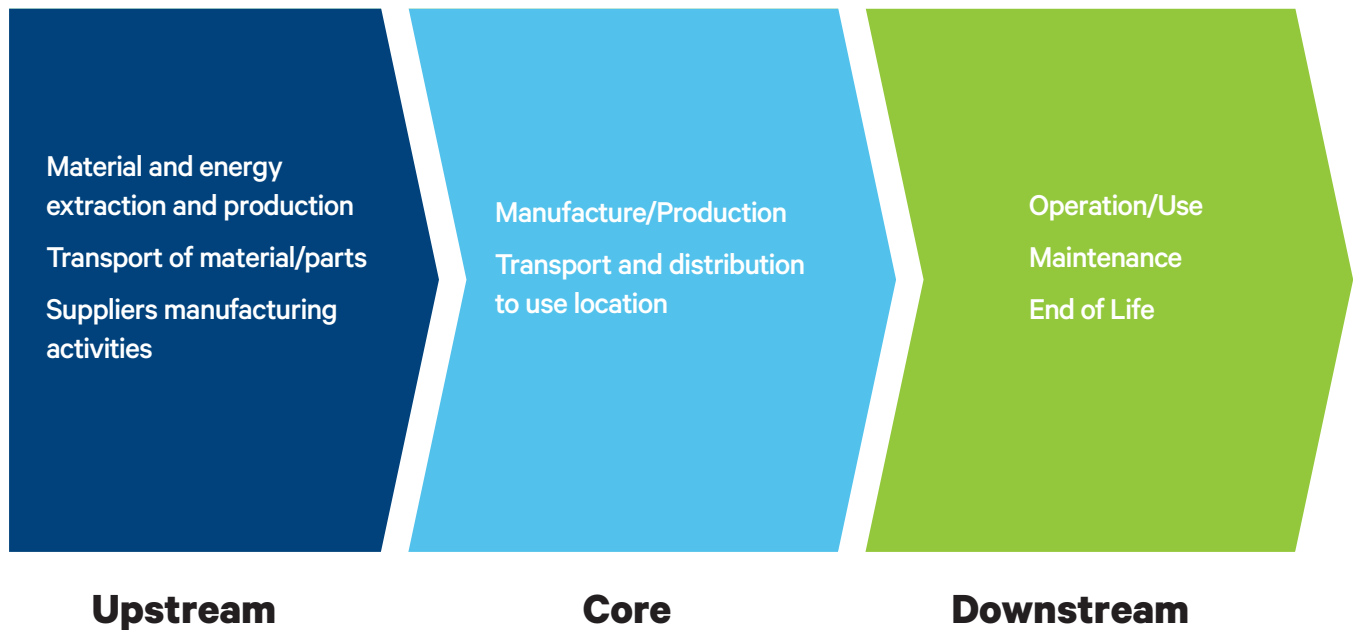 Material and energy
extraction and production
Transport of material/parts
Suppliers manufacturing
activities
Manufacture/Production
Transport and distribution
to use location
Operation/Use
Maintenance
End of Life
Upstream
Core
Downstream